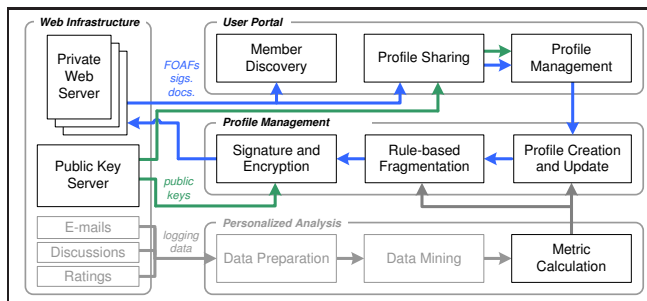 Web Infrastructure
Private
Web
Server
Public Key
Server
E-mails
Discussions
Ratings
FOAFs
sigs.
docs.
public
keys
logging
data
User Portal
Member
Discovery
Profile Sharing
Profile
Management
Profile Management
Signature and
Encryption
Rule-based
Fragmentation
Profile Creation
and Update
Personalized Analysis
Data Preparation
Data Mining
Metric
Calculation